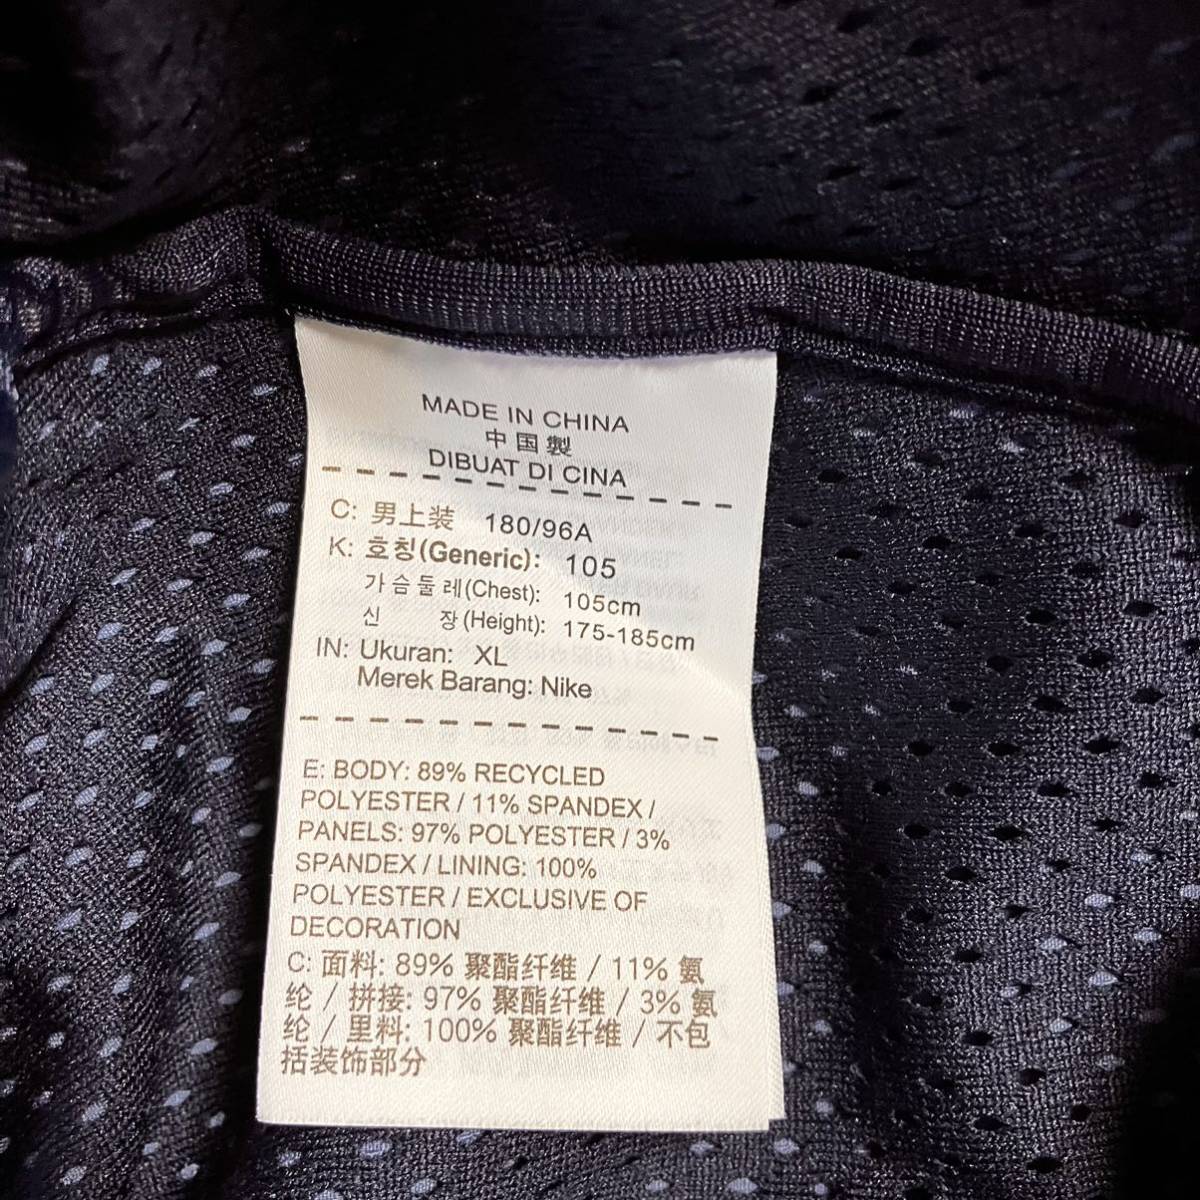 MADE IN CHINA
中国製
DIBUAT DI CINA
C: 男上装 180/96A
K: 호칭(Generic): 105
가슴둘레(Chest): 105cm
신 장(Height): 175-185cm
IN: Ukuran: XL
Merek Barang: Nike
E: BODY: 89% RECYCLED
POLYESTER / 11% SPANDEX /
PANELS: 97% POLYESTER / 3%
SPANDEX / LINING: 100%
POLYESTER / EXCLUSIVE OF
DECORATION
C: 面料: 89% 聚酯纤维 / 11% 氨
纶 / 拼接: 97% 聚酯纤维 / 3% 氨
纶 / 里料: 100% 聚酯纤维 / 不包
括装饰部分